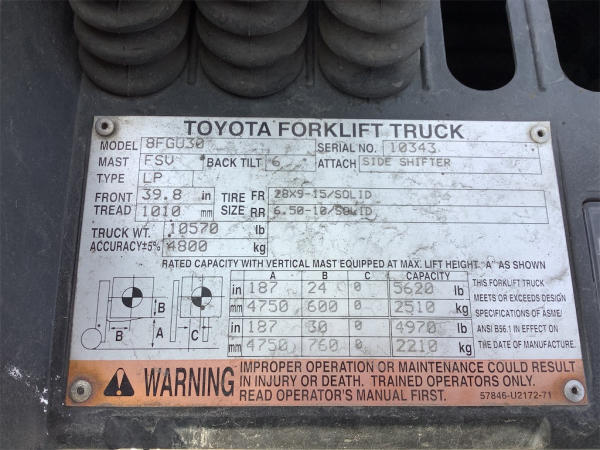 TOYOTA FORKLIFT TRUCK
MODEL 8FGU30 SERIAL NO. 10343
MAST FSV BACK TILT 6 ATTACH SIDE SHIFTER
TYPE LP
FRONT 39.8 in TIRE FR 28X9-15/SOLID
TREAD 1010 mm SIZE RR 6.50-10/SOLID
TRUCK WT. 10570 lb
ACCURACY±5% 4800 kg
RATED CAPACITY WITH VERTICAL MAST EQUIPPED AT MAX. LIFT HEIGHT, "A" AS SHOWN
A B C CAPACITY
in 187 24 0 5620 lb
mm 4750 600 0 2510 kg
in 187 30 0 4970 lb
mm 4750 760 0 2210 kg
B B A C
THIS FORKLIFT TRUCK
MEETS OR EXCEEDS DESIGN
SPECIFICATIONS OF ASME/
ANSI B56.1 IN EFFECT ON
THE DATE OF MANUFACTURE.
WARNING
IMPROPER OPERATION OR MAINTENANCE COULD RESULT
IN INJURY OR DEATH. TRAINED OPERATORS ONLY.
READ OPERATOR'S MANUAL FIRST.
57846-U2172-71